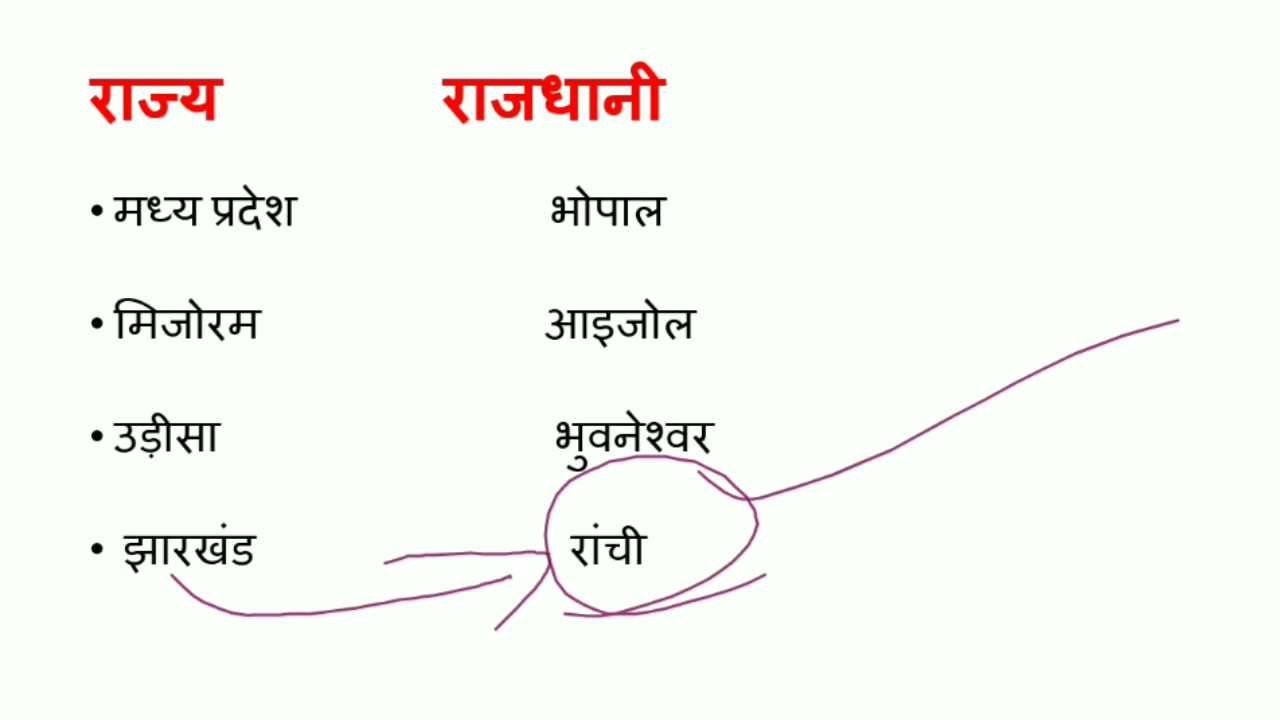 राज्य राजधानी
• मध्य प्रदेश भोपाल
• मिजोरम आइजोल
• उड़ीसा भुवनेश्वर
• झारखंड रांची